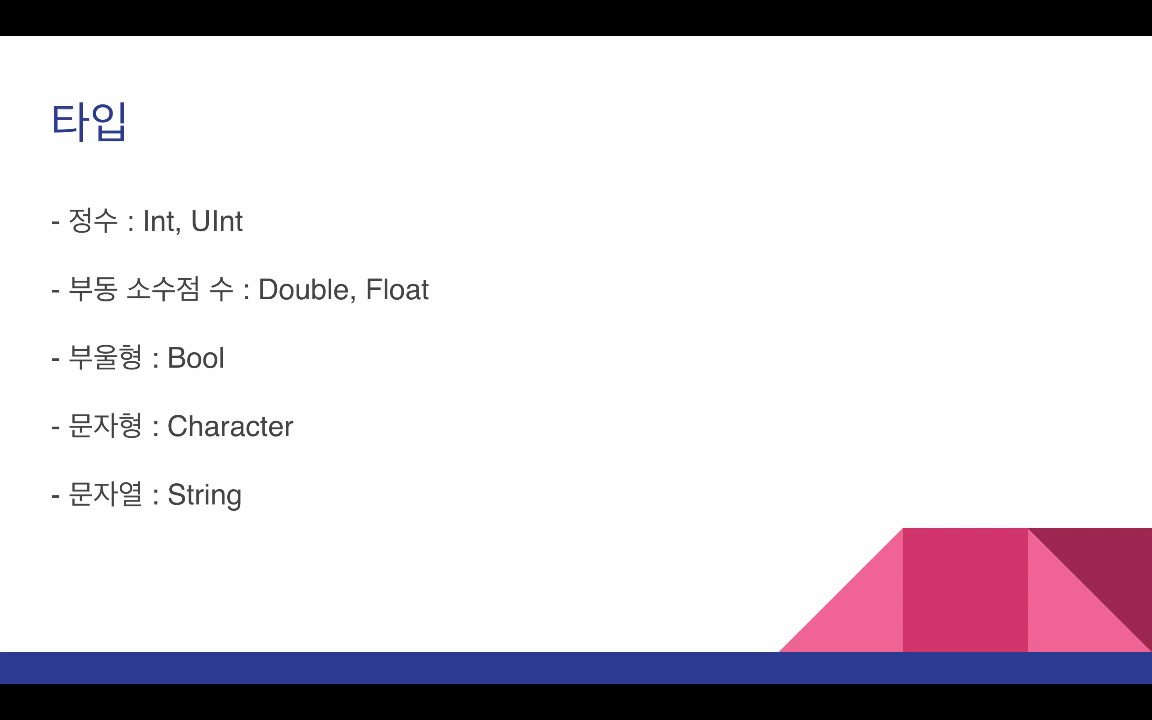 타입
- 정수 : Int, UInt
- 부동 소수점 수 : Double, Float
- 부울형 : Bool
- 문자형 : Character
- 문자열 : String